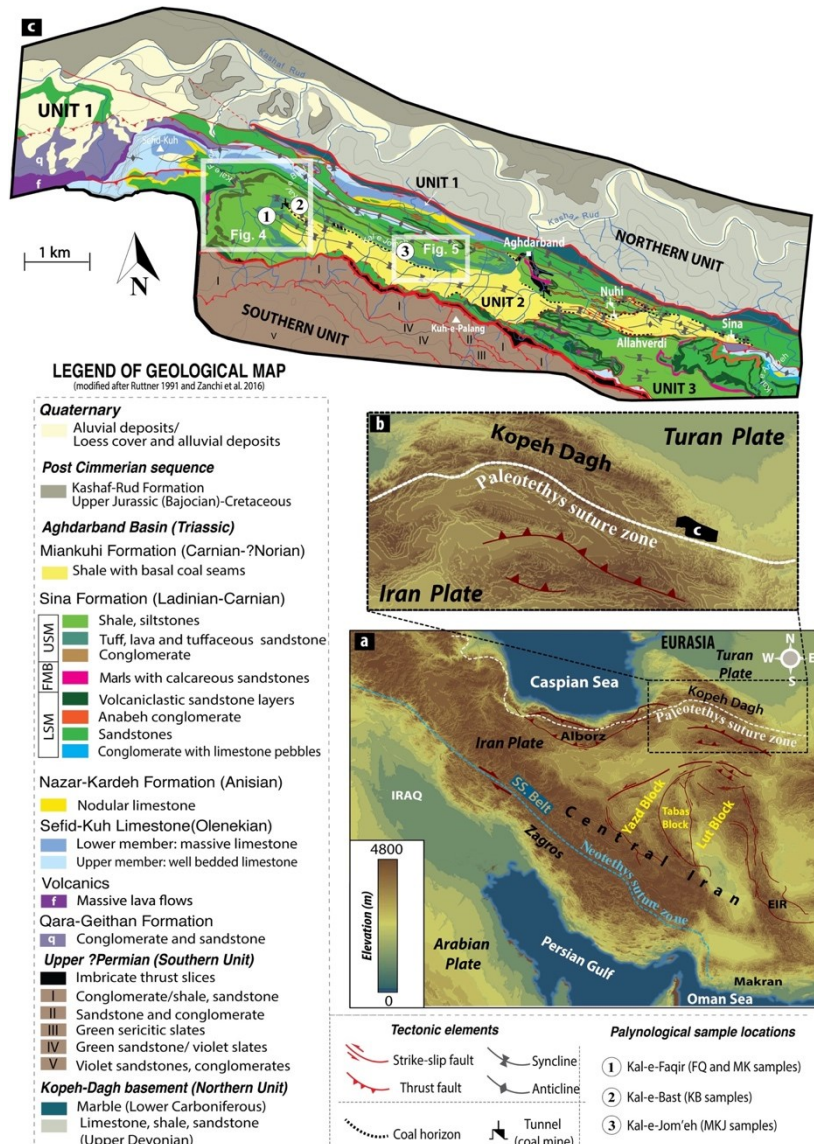 c
Kashaf Rud
UNIT 1
Sefid-Kuh
q
f
UNIT 1
1
2
Fig. 4
3
Fig. 5
Kashaf-Rud
Aghdarband
NORTHERN UNIT
1 km
N
UNIT 2
Nuhi
Sina
Allahverdi
SOUTHERN UNIT
Kuh-e-Palang
UNIT 3
I
I
I
IV
IV
II
III
I
I
V
LEGEND OF GEOLOGICAL MAP
(modified after Ruttner 1991 and Zanchi et al. 2016)
Quaternary
Aluvial deposits/
Loess cover and alluvial deposits
Post Cimmerian sequence
Kashaf-Rud Formation
Upper Jurassic (Bajocian)-Cretaceous
Aghdarband Basin (Triassic)
Miankuhi Formation (Carnian-?Norian)
Shale with basal coal seams
Sina Formation (Ladinian-Carnian)
USM
Shale, siltstones
Tuff, lava and tuffaceous sandstone
Conglomerate
FMB
Marls with calcareous sandstones
LSM
Volcaniclastic sandstone layers
Anabeh conglomerate
Sandstones
Conglomerate with limestone pebbles
Nazar-Kardeh Formation (Anisian)
Nodular limestone
Sefid-Kuh Limestone(Olenekian)
Lower member: massive limestone
Upper member: well bedded limestone
Volcanics
f Massive lava flows
Qara-Geithan Formation
q Conglomerate and sandstone
Upper ?Permian (Southern Unit)
Imbricate thrust slices
I Conglomerate/shale, sandstone
II Sandstone and conglomerate
III Green sericitic slates
IV Green sandstone/ violet slates
V Violet sandstones, conglomerates
Kopeh-Dagh basement (Northern Unit)
Marble (Lower Carboniferous)
Limestone, shale, sandstone
(Upper Devonian)
b
Kopeh Dagh
Turan Plate
Paleotethys suture zone
c
Iran Plate
a
EURASIA
N
W E
S
Turan
Plate
Caspian Sea
Kopeh Dagh
Paleotethys
suture zone
Alborz
Iran Plate
IRAQ
SS. Belt
Central Iran
Yazd Block
Tabas
Block
Lut Block
Zagros
Neotethys suture zone
EIR
4800
Elevation (m)
0
Arabian
Plate
Persian Gulf
Makran
Oman Sea
Tectonic elements
Strike-slip fault
Syncline
Thrust fault
Anticline
Coal horizon
Tunnel
(coal mine)
Palynological sample locations
1 Kal-e-Faqir (FQ and MK samples)
2 Kal-e-Bast (KB samples)
3 Kal-e-Jom'eh (MKJ samples)